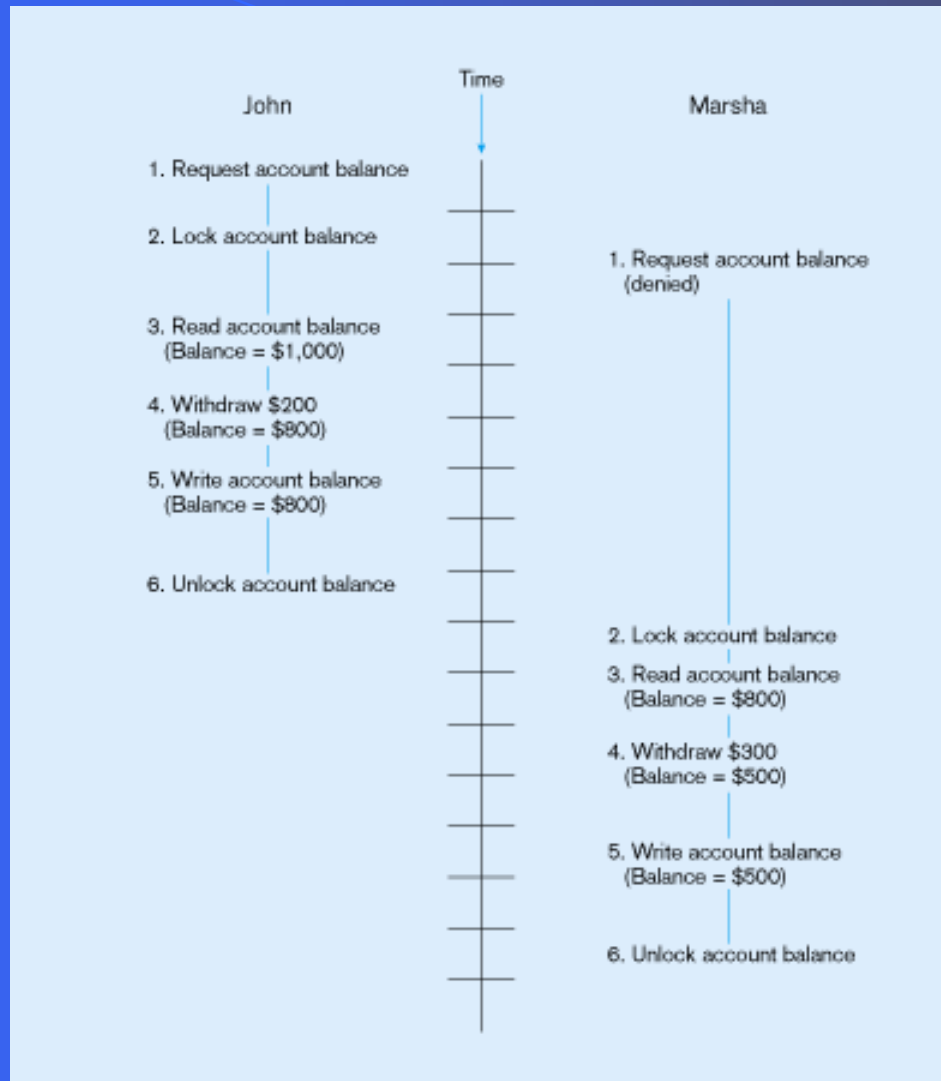 Time
John
Marsha
1. Request account balance
2. Lock account balance
1. Request account balance
(denied)
3. Read account balance
(Balance = $1,000)
4. Withdraw $200
(Balance = $800)
5. Write account balance
(Balance = $800)
6. Unlock account balance
2. Lock account balance
3. Read account balance
(Balance = $800)
4. Withdraw $300
(Balance = $500)
5. Write account balance
(Balance = $500)
6. Unlock account balance